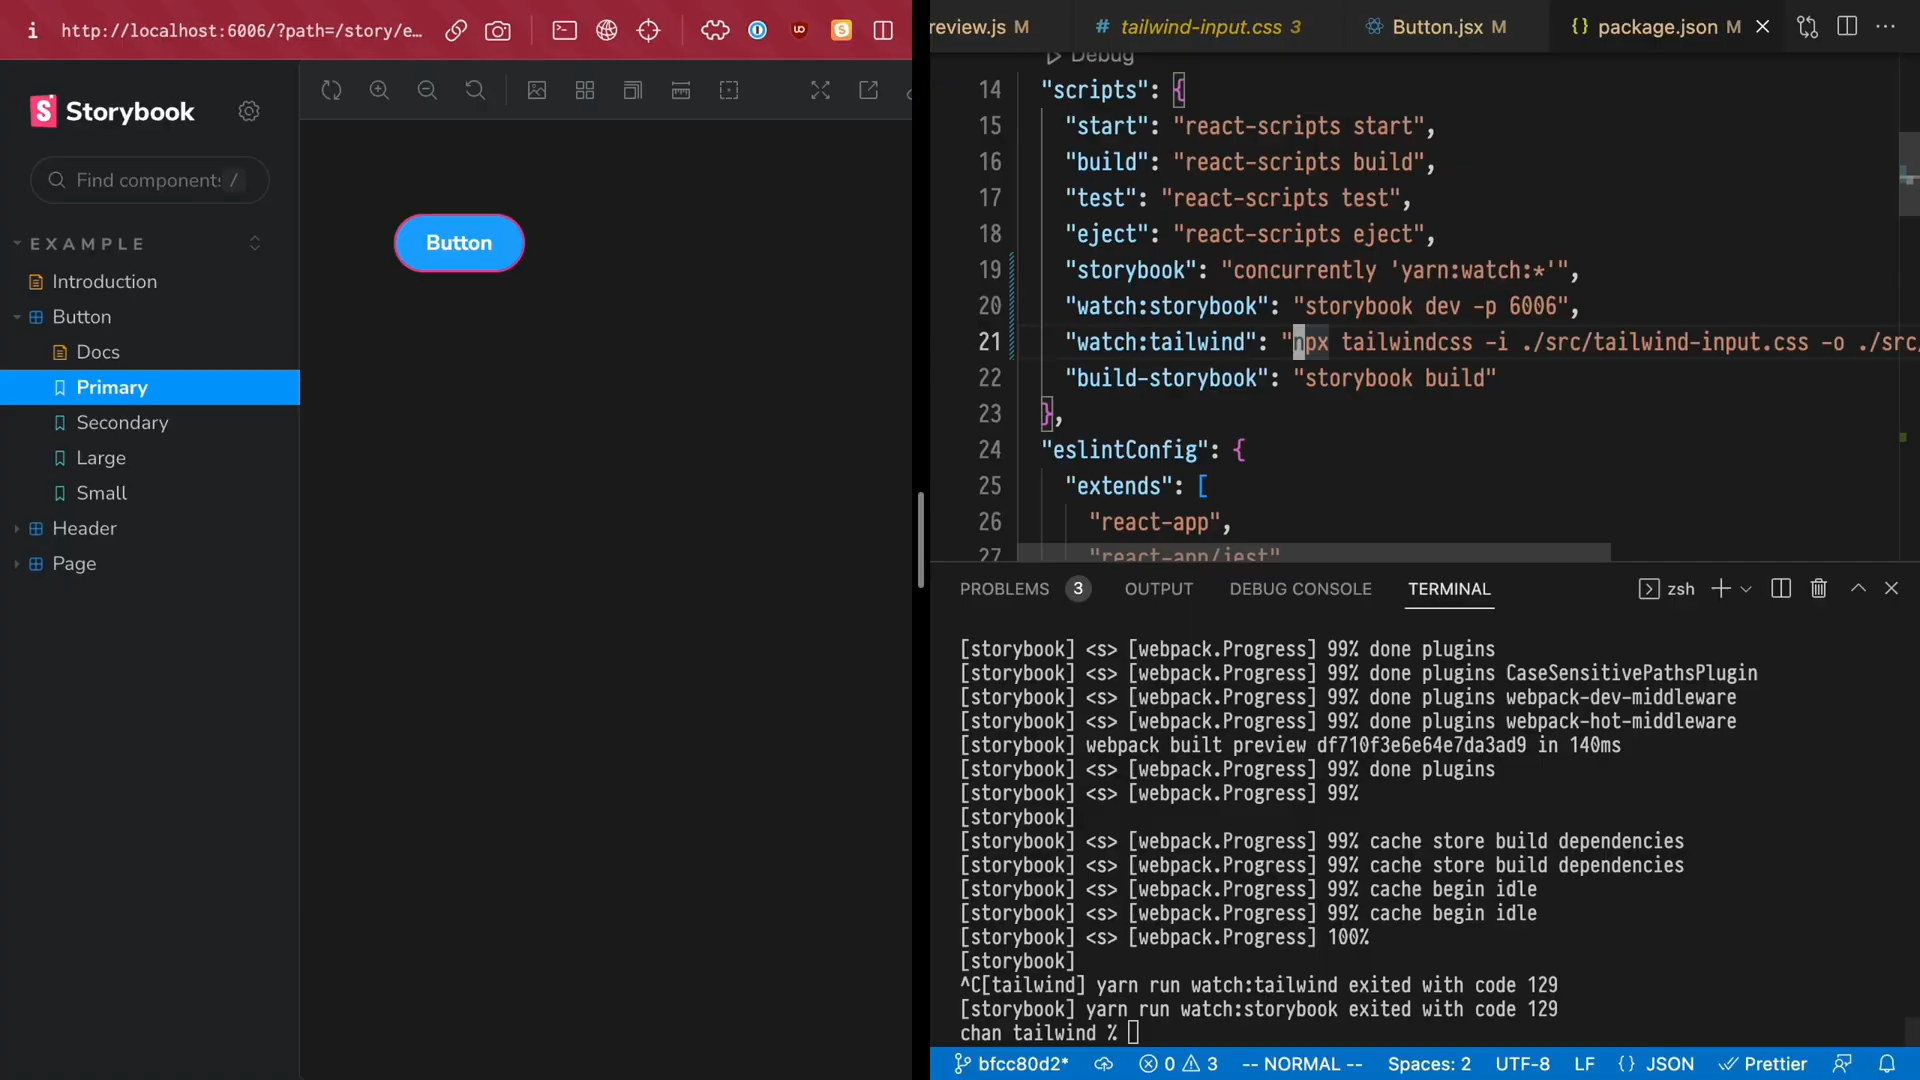 http://localhost:6006/?path=/story/e…
Storybook
Find component /
EXAMPLE
Introduction
Button
Docs
Primary
Secondary
Large
Small
Header
Page
Button
review.js M
# tailwind-input.css 3
Button.jsx M
{} package.json M
Debug
14 "scripts": {
15 "start": "react-scripts start",
16 "build": "react-scripts build",
17 "test": "react-scripts test",
18 "eject": "react-scripts eject",
19 "storybook": "concurrently 'yarn:watch:*'",
20 "watch:storybook": "storybook dev -p 6006",
21 "watch:tailwind": "npx tailwindcss -i ./src/tailwind-input.css -o ./src/
22 "build-storybook": "storybook build"
23 },
24 "eslintConfig": {
25 "extends": [
26 "react-app",
27 "react-app/jest"
PROBLEMS 3 OUTPUT DEBUG CONSOLE TERMINAL zsh
[storybook] <s> [webpack.Progress] 99% done plugins
[storybook] <s> [webpack.Progress] 99% done plugins CaseSensitivePathsPlugin
[storybook] <s> [webpack.Progress] 99% done plugins webpack-dev-middleware
[storybook] <s> [webpack.Progress] 99% done plugins webpack-hot-middleware
[storybook] webpack built preview df710f3e6e64e7da3ad9 in 140ms
[storybook] <s> [webpack.Progress] 99% done plugins
[storybook] <s> [webpack.Progress] 99%
[storybook]
[storybook] <s> [webpack.Progress] 99% cache store build dependencies
[storybook] <s> [webpack.Progress] 99% cache store build dependencies
[storybook] <s> [webpack.Progress] 99% cache begin idle
[storybook] <s> [webpack.Progress] 99% cache begin idle
[storybook] <s> [webpack.Progress] 100%
[storybook]
^C[tailwind] yarn run watch:tailwind exited with code 129
[storybook] yarn run watch:storybook exited with code 129
chan tailwind %
bfcc80d2* 0 3 -- NORMAL -- Spaces: 2 UTF-8 LF {} JSON Prettier